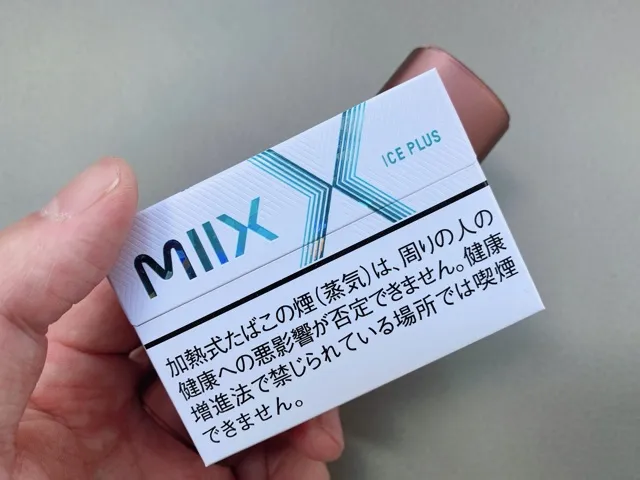 MIIX
ICE PLUS
加熱式たばこの煙(蒸気)は、周りの人の
健康への悪影響が否定できません。健康
増進法で禁じられている場所では喫煙
できません。